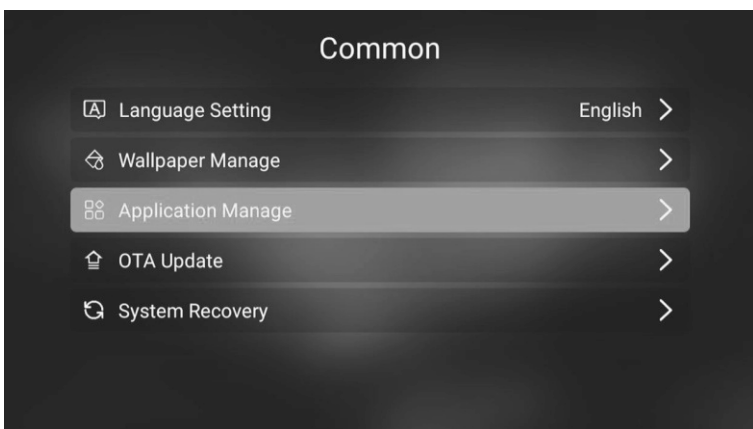 Common
Language Setting English
Wallpaper Manage
Application Manage
OTA Update
System Recovery